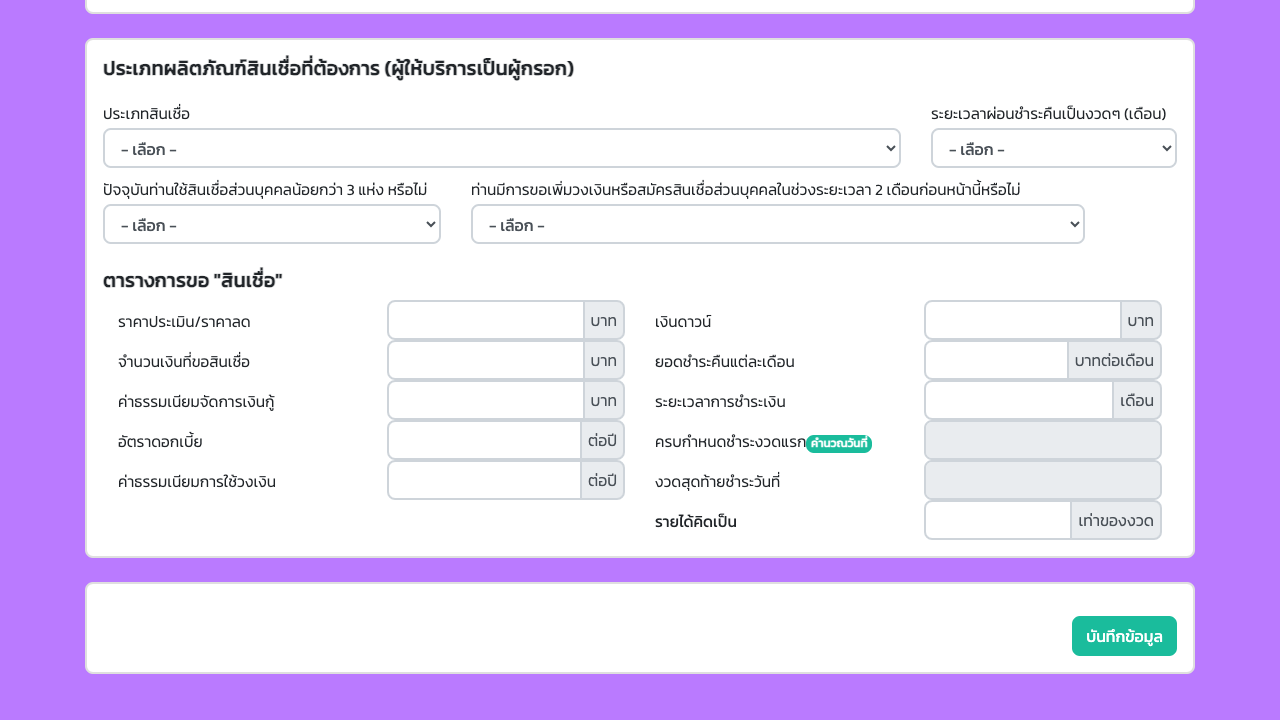 ประเภทผลิตภัณฑ์สินเชื่อที่ต้องการ (ผู้ให้บริการเป็นผู้กรอก)
ประเภทสินเชื่อ ระยะเวลาผ่อนชำระคืนเป็นงวดๆ (เดือน)
- เลือก - - เลือก -
ปัจจุบันท่านใช้สินเชื่อส่วนบุคคลน้อยกว่า 3 แห่ง หรือไม่ ท่านมีการขอเพิ่มวงเงินหรือสมัครสินเชื่อส่วนบุคคลในช่วงระยะเวลา 2 เดือนก่อนหน้านี้หรือไม่
- เลือก - - เลือก -
ตารางการขอ "สินเชื่อ"
ราคาประเมิน/ราคาลด บาท เงินดาวน์ บาท
จำนวนเงินที่ขอสินเชื่อ บาท ยอดชำระคืนแต่ละเดือน บาทต่อเดือน
ค่าธรรมเนียมจัดการเงินกู้ บาท ระยะเวลาการชำระเงิน เดือน
อัตราดอกเบี้ย ต่อปี ครบกำหนดชำระงวดแรก คำนวณวันที่
ค่าธรรมเนียมการใช้วงเงิน ต่อปี งวดสุดท้ายชำระวันที่
รายได้คิดเป็น เท่าของงวด
บันทึกข้อมูล